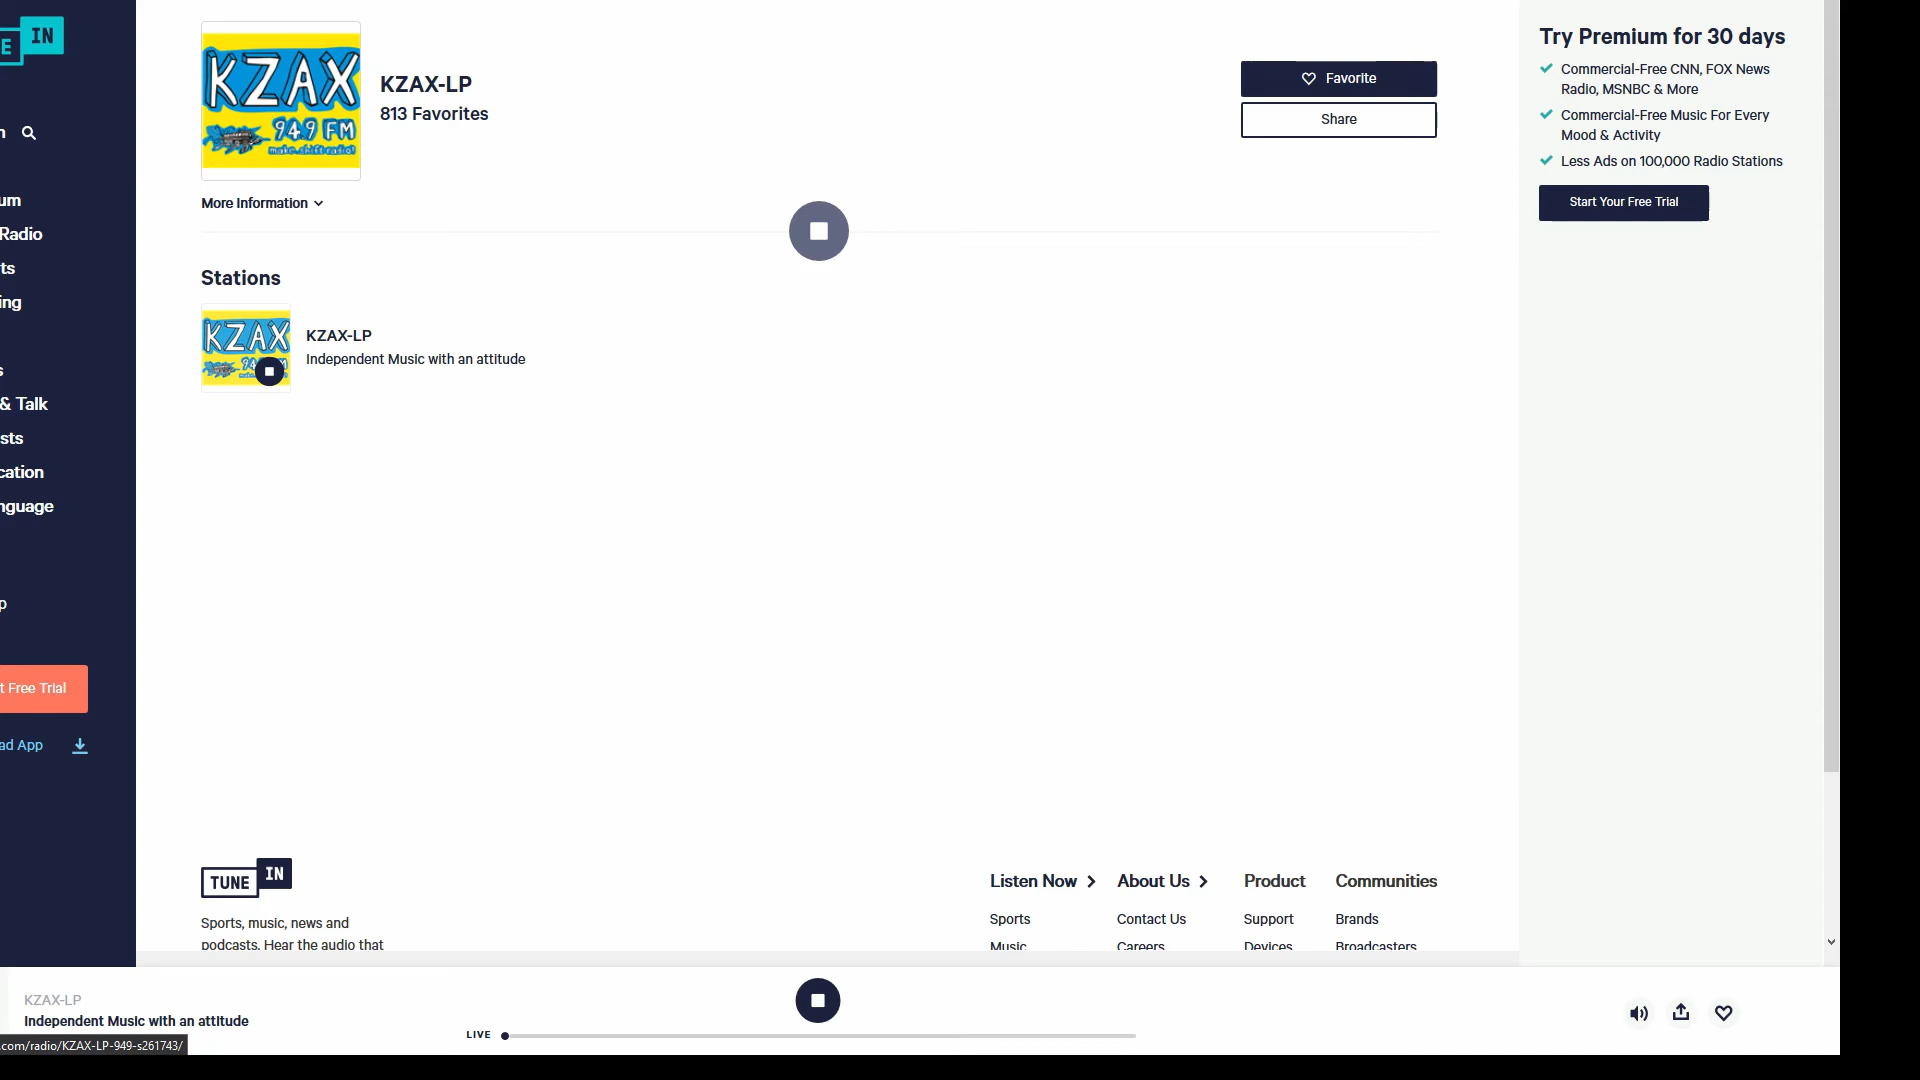 E IN
n
um
Radio
ts
ing
s
& Talk
sts
cation
nguage
p
t Free Trial
ad App
KZAX
94.9 FM
make.shift radio!
KZAX-LP
813 Favorites
Favorite
Share
More Information
Stations
KZAX
KZAX-LP
Independent Music with an attitude
Try Premium for 30 days
Commercial-Free CNN, FOX News
Radio, MSNBC & More
Commercial-Free Music For Every
Mood & Activity
Less Ads on 100,000 Radio Stations
Start Your Free Trial
TUNE IN
Sports, music, news and
podcasts. Hear the audio that
Listen Now
Sports
Music
About Us
Contact Us
Careers
Product
Support
Devices
Communities
Brands
Broadcasters
KZAX-LP
Independent Music with an attitude
LIVE
.com/radio/KZAX-LP-949-s261743/